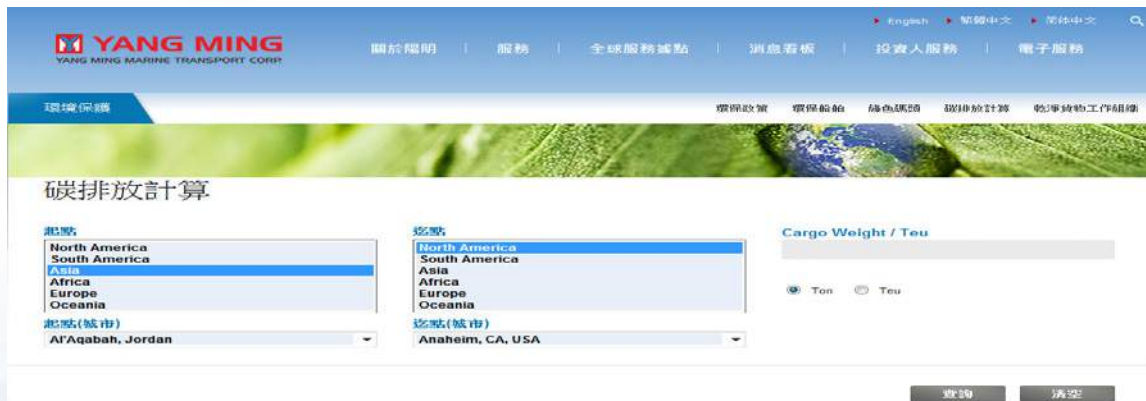 English 繁體中文 简体中文
YANG MING
YANG MING MARINE TRANSPORT CORP.
關於陽明 服務 全球服務據點 消息看板 投資人服務 電子服務
環境保護
環保政策 環保船舶 綠色碼頭 碳排放計算 乾淨貨物工作組織
碳排放計算
起點 迄點 Cargo Weight / Teu
North America North America
South America South America
Asia Asia
Africa Africa
Europe Europe
Oceania Oceania
Ton Teu
起點(城市) 迄點(城市)
Al'Aqabah, Jordan Anaheim, CA, USA
查詢 清空